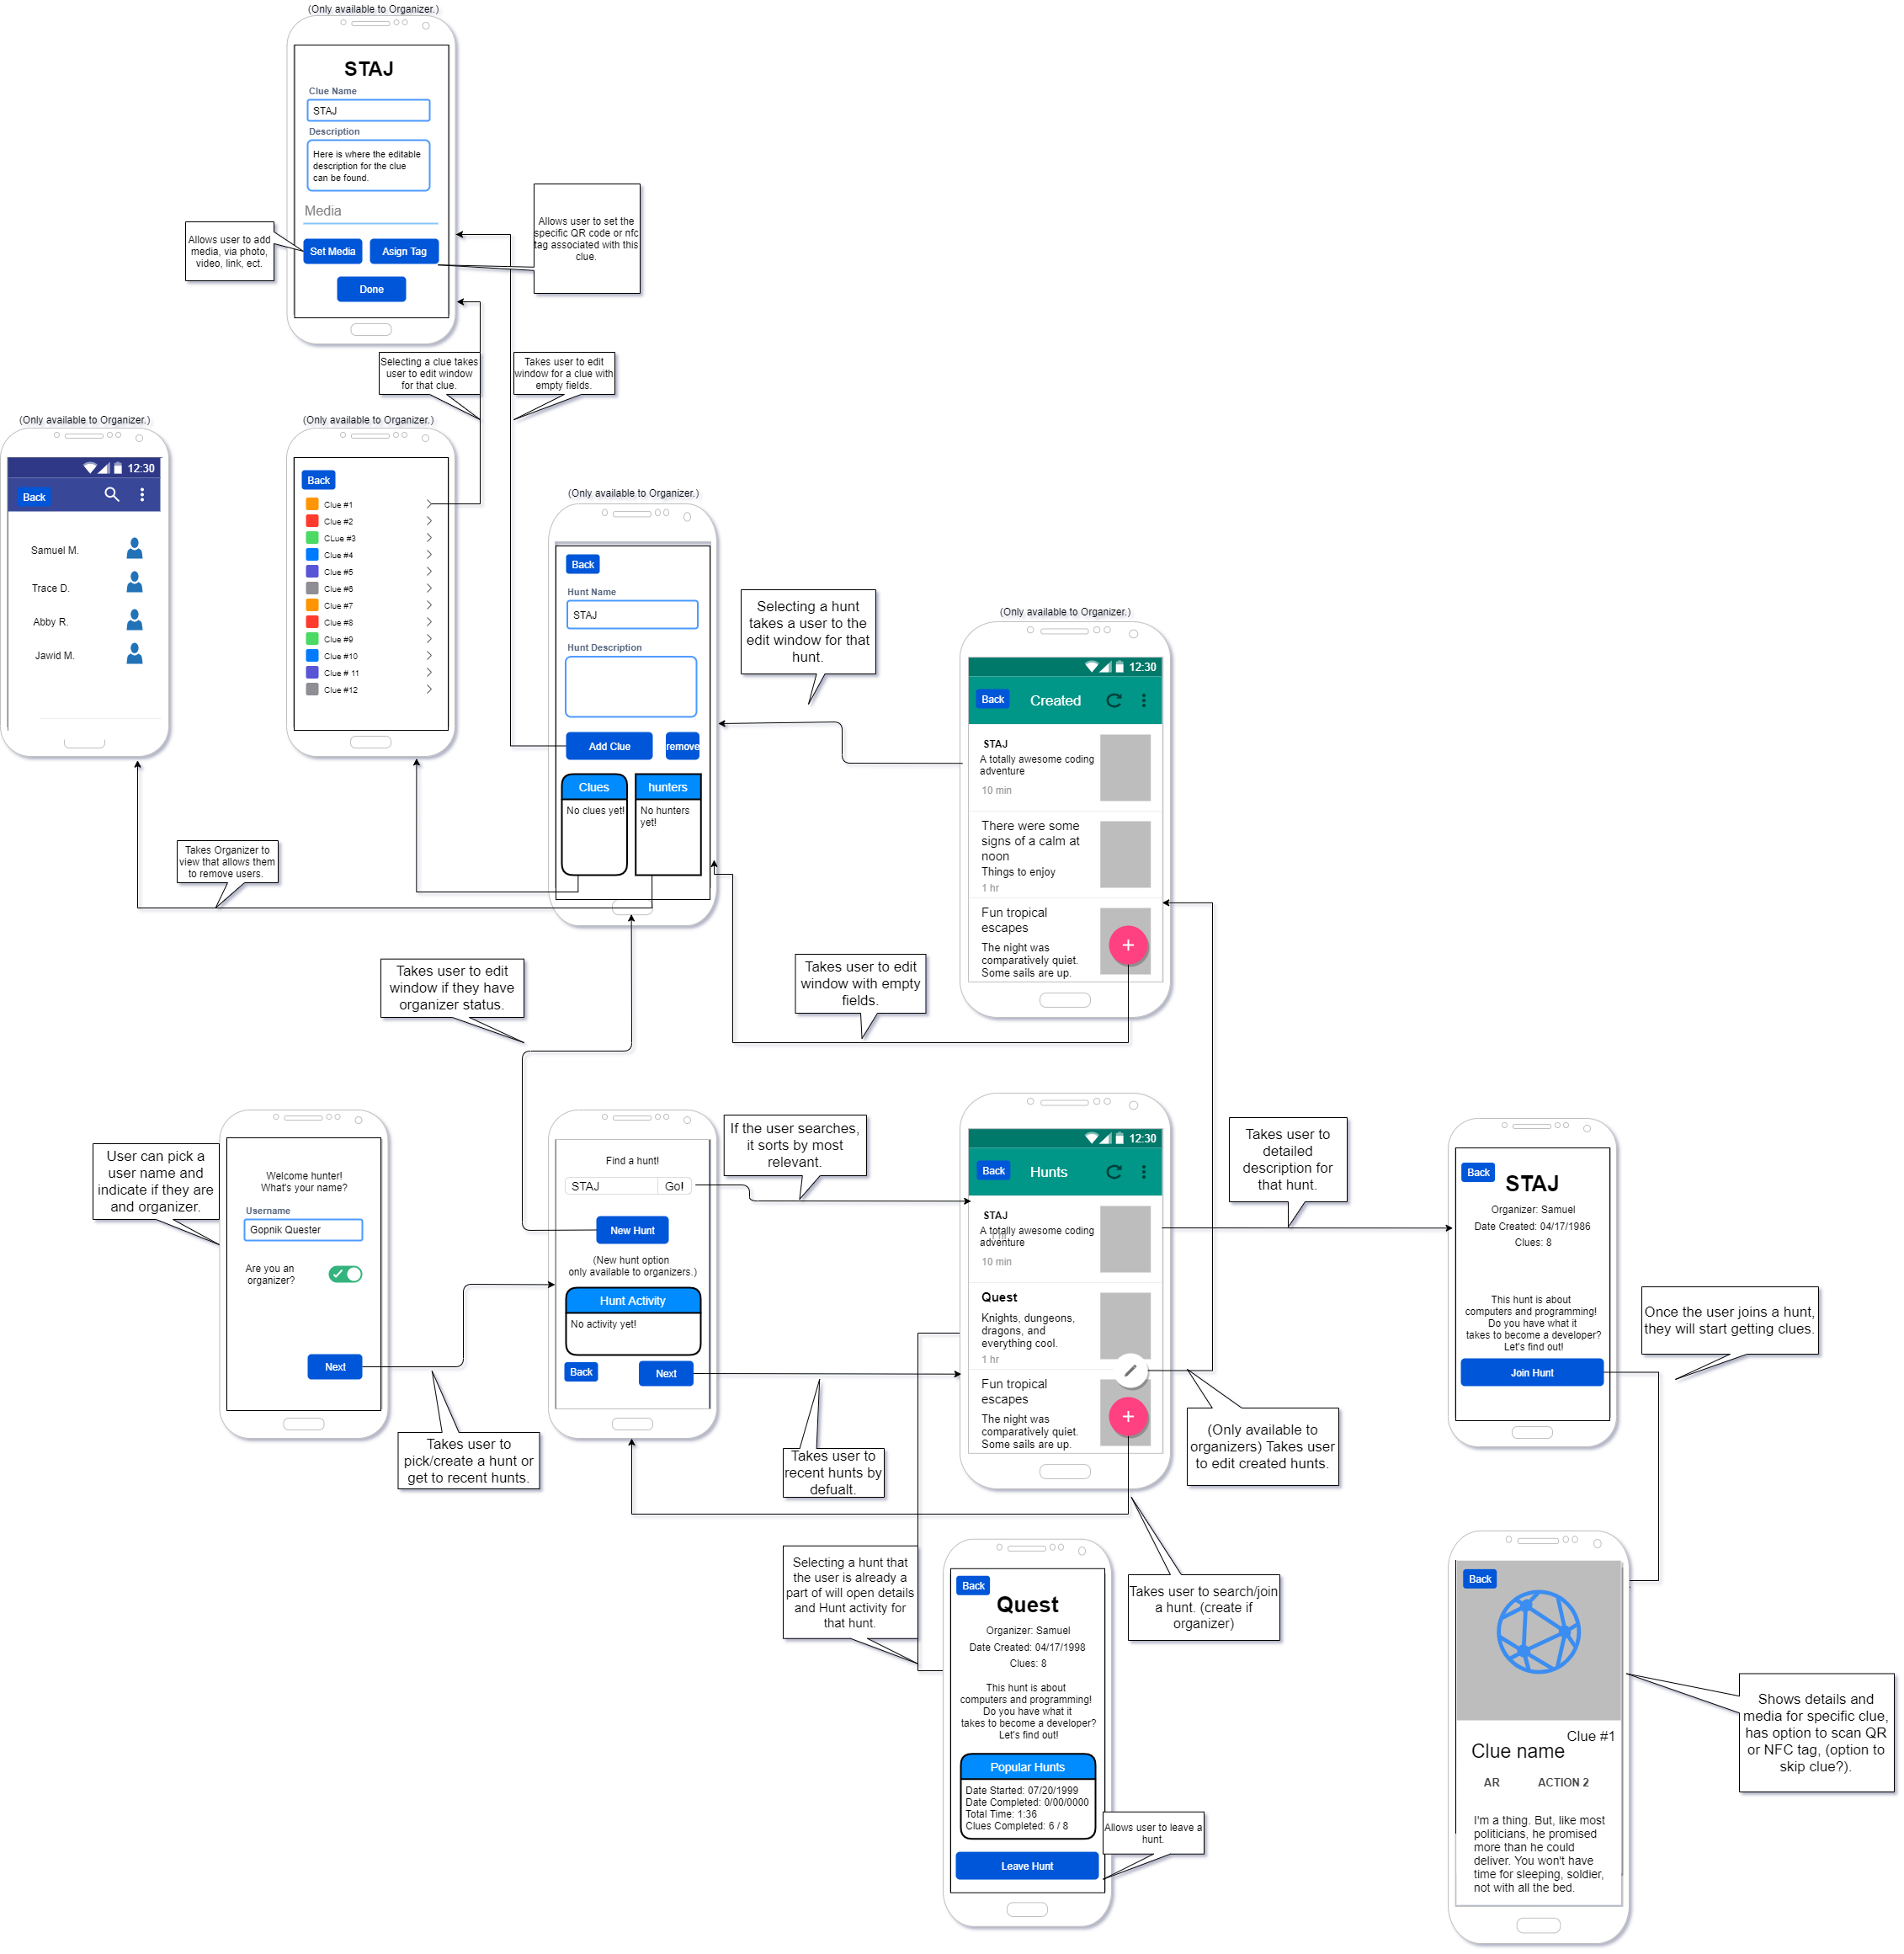 (Only available to Organizer.)
STAJ
Clue Name
STAJ
Description
Here is where the editable
description for the clue
can be found.
Media
Set Media
Asign Tag
Done
Allows user to add
media, via photo,
video, link, ect.
Allows user to set the
specific QR code or nfc
tag associated with this
clue.
Selecting a clue takes
user to edit window
for that clue.
Takes user to edit
window for a clue with
empty fields.
(Only available to Organizer.)
12:30
Back
Samuel M.
Trace D.
Abby R.
Jawid M.
(Only available to Organizer.)
Back
Clue #1
Clue #2
CLue #3
Clue #4
Clue #5
Clue #6
Clue #7
Clue #8
Clue #9
Clue #10
Clue # 11
Clue #12
(Only available to Organizer.)
Back
Hunt Name
STAJ
Hunt Description
Add Clue
remove
Clues
No clues yet!
hunters
No hunters
yet!
Takes Organizer to
view that allows them
to remove users.
Selecting a hunt
takes a user to the
edit window for that
hunt.
(Only available to Organizer.)
12:30
Back
Created
STAJ
A totally awesome coding
adventure
10 min
There were some
signs of a calm at
noon
Things to enjoy
1 hr
Fun tropical
escapes
The night was
comparatively quiet.
Some sails are up.
+
Takes user to edit
window if they have
organizer status.
Takes user to edit
window with empty
fields.
User can pick a
user name and
indicate if they are
and organizer.
Welcome hunter!
What's your name?
Username
Gopnik Quester
Are you an
organizer?
Next
Takes user to
pick/create a hunt or
get to recent hunts.
Find a hunt!
STAJ
Go!
New Hunt
(New hunt option
only available to organizers.)
Hunt Activity
No activity yet!
Back
Next
If the user searches,
it sorts by most
relevant.
Takes user to
recent hunts by
defualt.
12:30
Back
Hunts
STAJ
A totally awesome coding
adventure
10 min
Quest
Knights, dungeons,
dragons, and
everything cool.
1 hr
Fun tropical
escapes
The night was
comparatively quiet.
Some sails are up.
+
Takes user to
detailed
description for
that hunt.
(Only available to
organizers) Takes user
to edit created hunts.
Takes user to search/join
a hunt. (create if
organizer)
Back
STAJ
Organizer: Samuel
Date Created: 04/17/1986
Clues: 8
This hunt is about
computers and programming!
Do you have what it
takes to become a developer?
Let's find out!
Join Hunt
Once the user joins a hunt,
they will start getting clues.
Selecting a hunt that
the user is already a
part of will open details
and Hunt activity for
that hunt.
Back
Quest
Organizer: Samuel
Date Created: 04/17/1998
Clues: 8
This hunt is about
computers and programming!
Do you have what it
takes to become a developer?
Let's find out!
Popular Hunts
Date Started: 07/20/1999
Date Completed: 0/00/0000
Total Time: 1:36
Clues Completed: 6 / 8
Leave Hunt
Allows user to leave a
hunt.
Back
Clue #1
Clue name
AR
ACTION 2
I'm a thing. But, like most
politicians, he promised
more than he could
deliver. You won't have
time for sleeping, soldier,
not with all the bed.
Shows details and
media for specific clue,
has option to scan QR
or NFC tag, (option to
skip clue?).